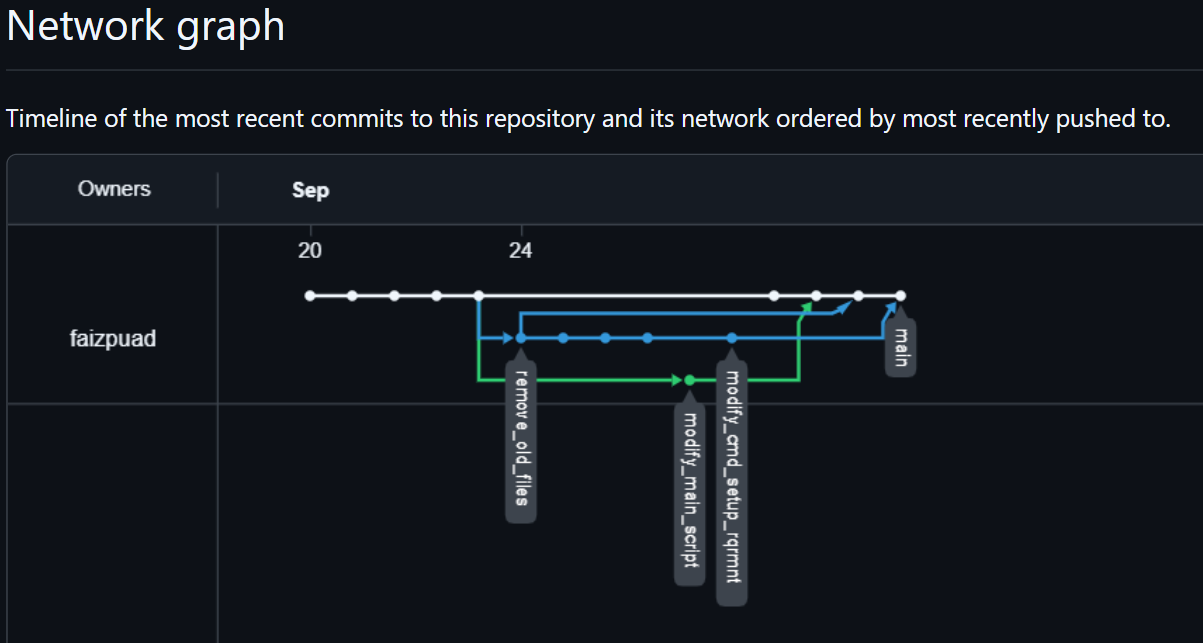 Network graph
Timeline of the most recent commits to this repository and its network ordered by most recently pushed to.
Owners
Sep
20
24
faizpuad
main
remove_old_files
modify_main_script
modify_cmd_setup_rqrmnt